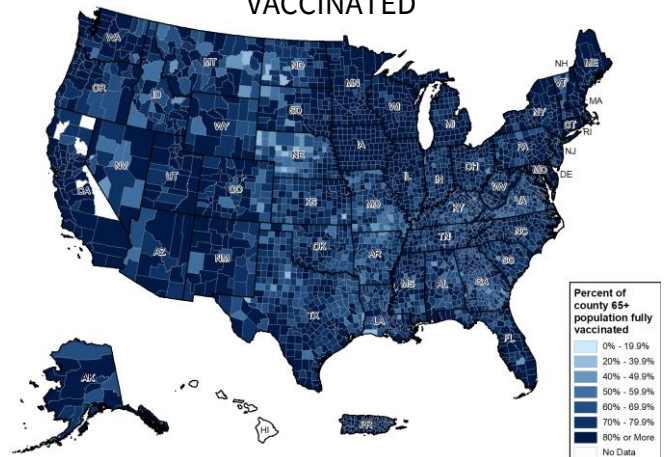 VACCINATED
WA
MT
ND
MN
OR
ID
WY
SD
WI
MI
NH
VT
ME
NY
MA
CT
RI
NV
UT
CO
NE
IA
IL
IN
OH
PA
NJ
MD
DE
CA
KS
MO
KY
WV
VA
AZ
NM
OK
AR
TN
NC
SC
TX
LA
MS
AL
GA
FL
AK
HI
PR
Percent of
county 65+
population fully
vaccinated
0% - 19.9%
20% - 39.9%
40% - 49.9%
50% - 59.9%
60% - 69.9%
70% - 79.9%
80% or More
No Data